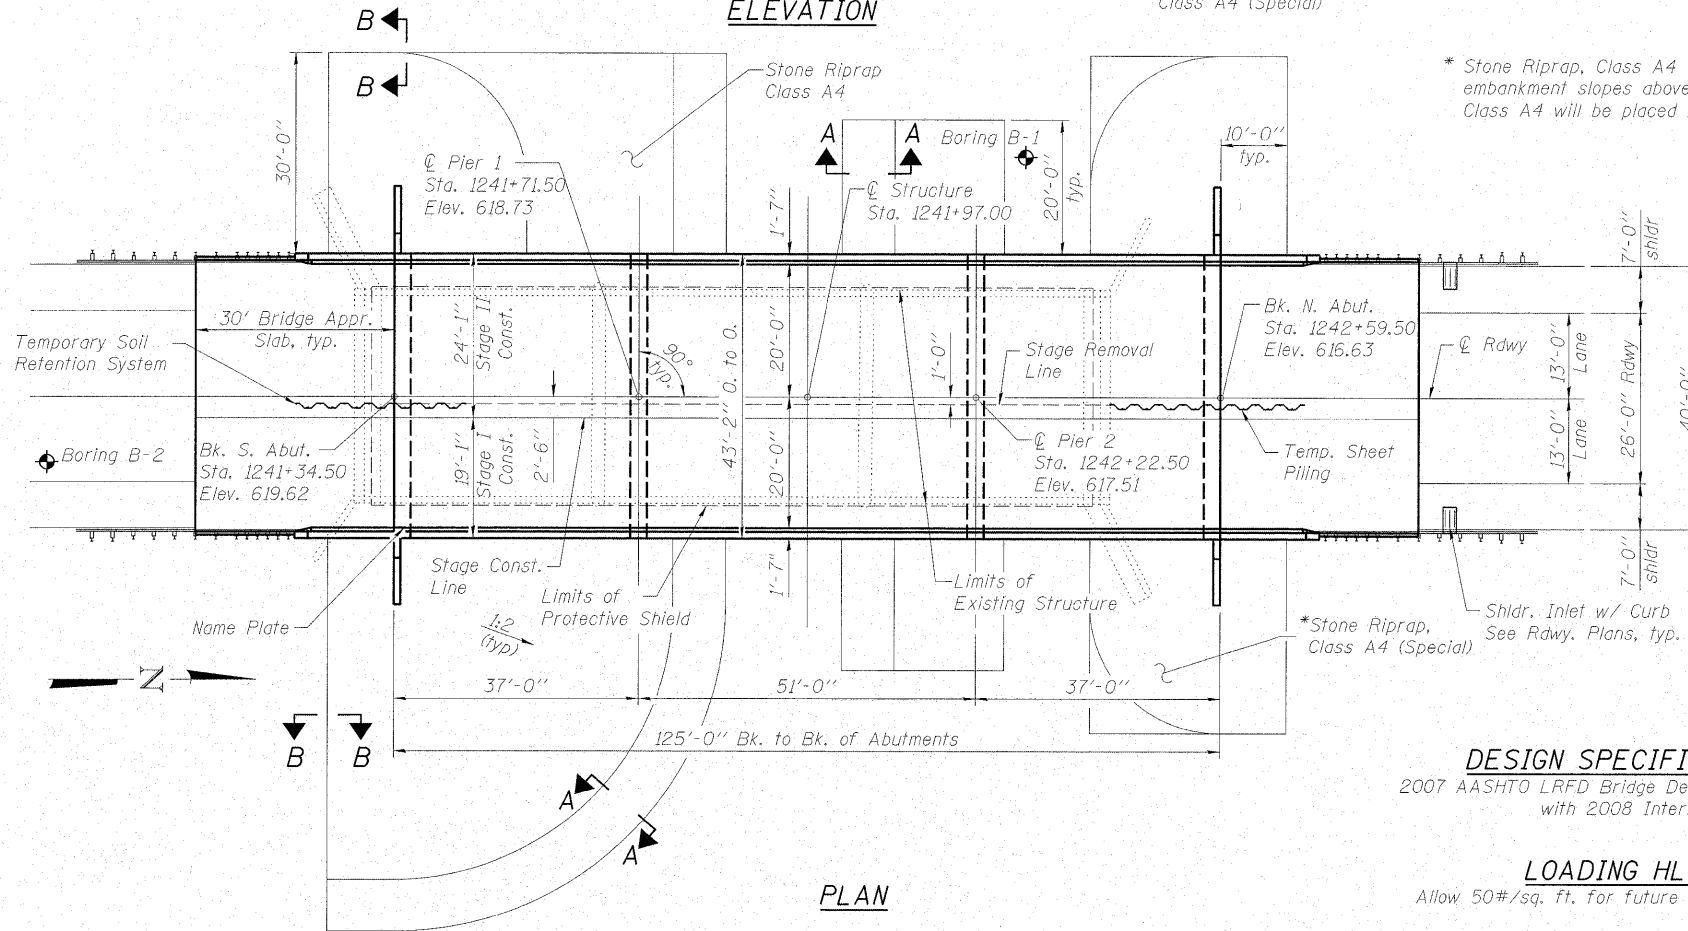 ELEVATION
Class A4 (Special)
B
B
Stone Riprap
Class A4
* Stone Riprap, Class A4
embankment slopes above
Class A4 will be placed
30'-0"
A
A
Boring B-1
10'-0"
typ.
20'-0"
typ.
℄ Pier 1
Sta. 1241+71.50
Elev. 618.73
℄ Structure
Sta. 1241+97.00
1'-7"
7'-0"
shldr
30' Bridge Appr.
Slab, typ.
24'-1"
Stage II
Const.
Temporary Soil
Retention System
90°
typ.
43'-2" O. to O.
20'-0"
1'-0"
Stage Removal
Line
Bk. N. Abut.
Sta. 1242+59.50
Elev. 616.63
℄ Rdwy
13'-0"
Lane
26'-0" Rdwy
40'-0"
Boring B-2
Bk. S. Abut.
Sta. 1241+34.50
Elev. 619.62
19'-1"
Stage I
Const.
2'-6"
20'-0"
℄ Pier 2
Sta. 1242+22.50
Elev. 617.51
Temp. Sheet
Piling
13'-0"
Lane
Stage Const.
Line
Limits of
Protective Shield
1'-7"
Limits of
Existing Structure
7'-0"
shldr
Name Plate
1:2
(typ)
*Stone Riprap,
Class A4 (Special)
Shldr. Inlet w/ Curb
See Rdwy. Plans, typ.
N
37'-0"
51'-0"
37'-0"
B
B
125'-0" Bk. to Bk. of Abutments
A
A
DESIGN SPECIFI
2007 AASHTO LRFD Bridge De
with 2008 Inter
LOADING HL
Allow 50#/sq. ft. for future
PLAN